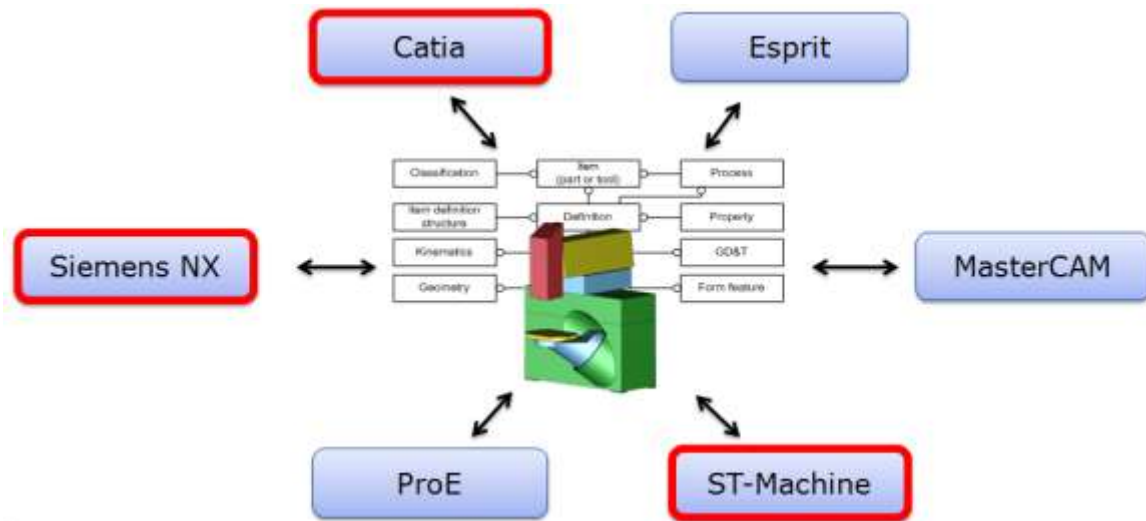 Catia
Esprit
Classification
Item
(part or tool)
Process
Item definition
structure
Definition
Property
Siemens NX
Kinematics
GD&T
MasterCAM
Geometry
Form feature
ProE
ST-Machine